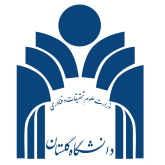 وزارت علوم تحقیقات و فناوری
دانشگاه گلستان